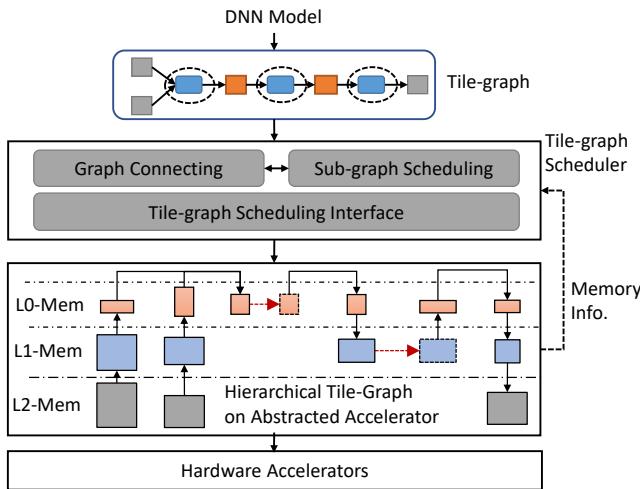 DNN Model
Tile-graph
Tile-graph
Scheduler
Graph Connecting
Sub-graph Scheduling
Tile-graph Scheduling Interface
L0-Mem
Memory
Info.
L1-Mem
L2-Mem
Hierarchical Tile-Graph
on Abstracted Accelerator
Hardware Accelerators